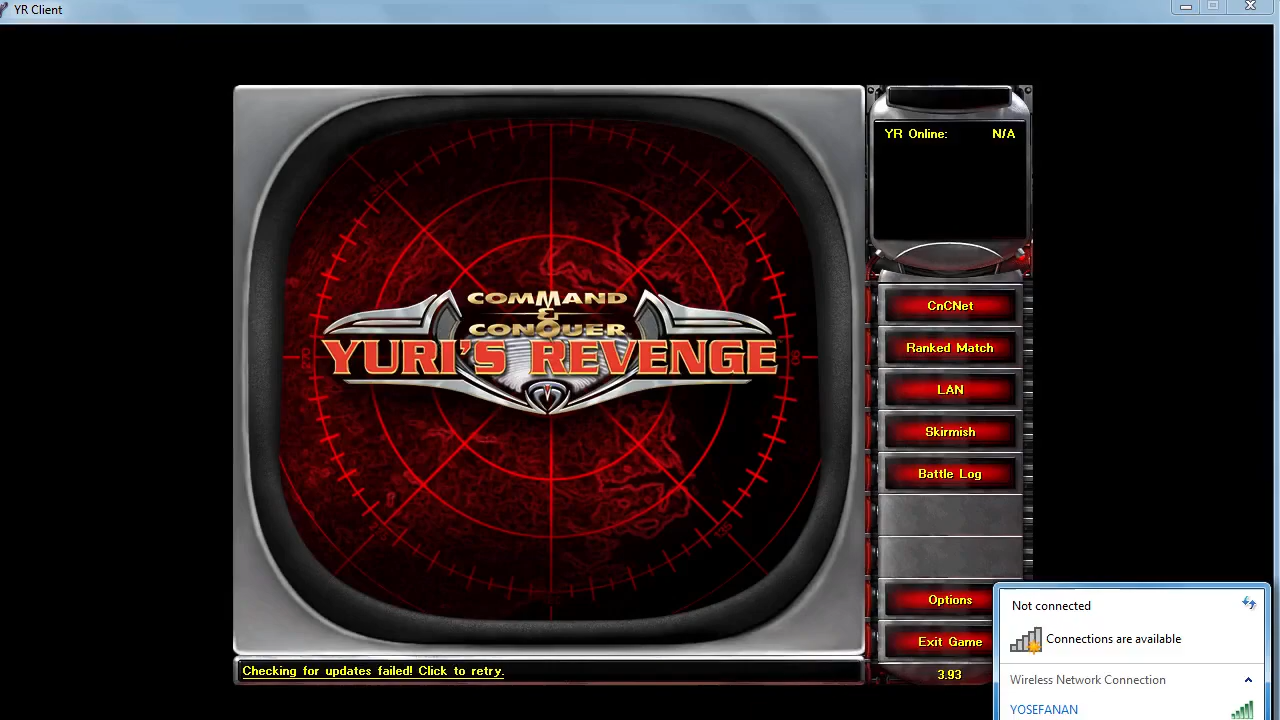 YR Client
YR Online: N/A
COMMAND
&
CONQUER
YURI'S REVENGE
CnCNet
Ranked Match
LAN
Skirmish
Battle Log
Options
Exit Game
3.93
Checking for updates failed! Click to retry.
Not connected
Connections are available
Wireless Network Connection
YOSEFANAN